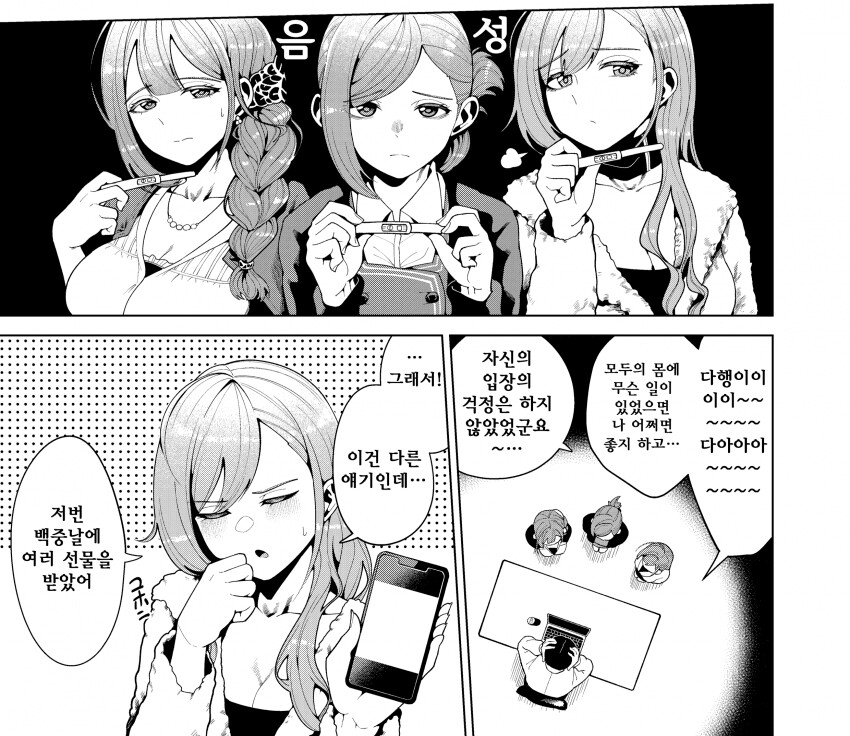 음성
다행이이
이이~~
~~~~
다아아아
~~~~
~~~~
모두의 몸에
무슨 일이
있었으면
나 어쩌면
좋지 하고…
자신의
입장의
걱정은 하지
않았었군요
~…
…
그래서!
이건 다른
얘기인데…
저번
백중날에
여러 선물을
받았어